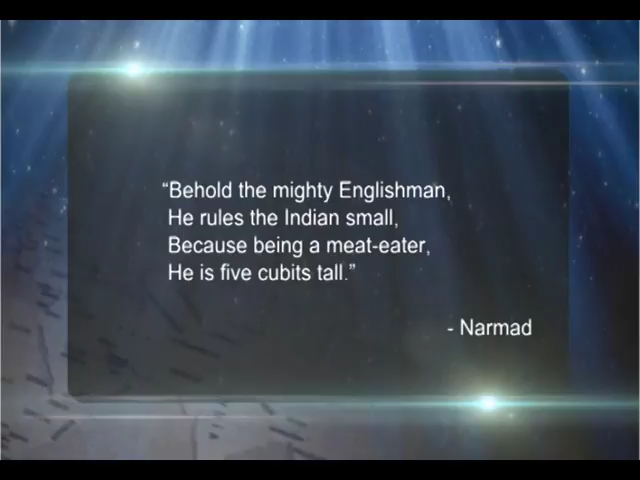 “Behold the mighty Englishman,
He rules the Indian small,
Because being a meat-eater,
He is five cubits tall.”
- Narmad